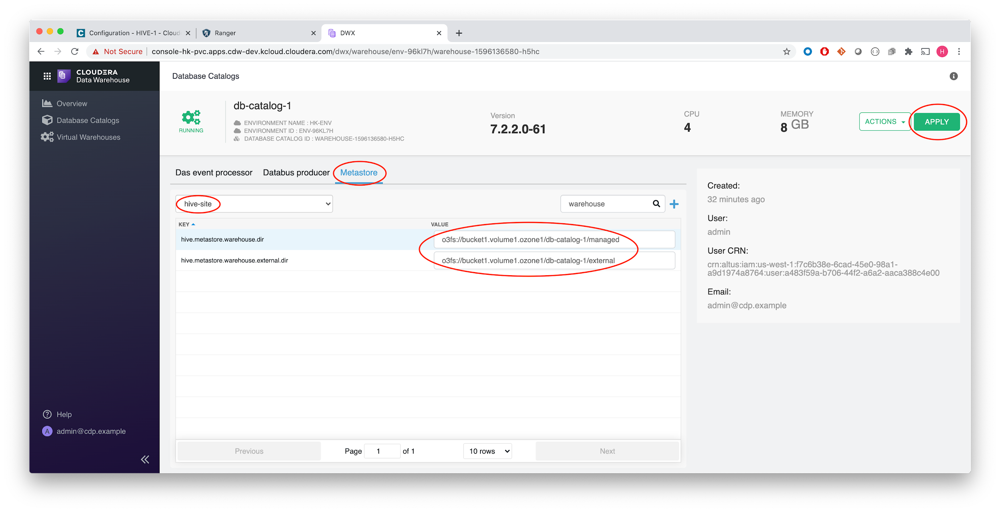 Configuration - HIVE-1 - Cloud
Ranger
DWX
Not Secure
console-hk-pvc.apps.cdw-dev.kcloud.cloudera.com/dwx/warehouse/env-96kl7h/warehouse-1596136580-h5hc
H
CLOUDERA
Data Warehouse
Overview
Database Catalogs
Virtual Warehouses
Help
A
admin@cdp.example
Database Catalogs
RUNNING
db-catalog-1
ENVIRONMENT NAME : HK-ENV
ENVIRONMENT ID : ENV-96KL7H
DATABASE CATALOG ID : WAREHOUSE-1596136580-H5HC
Version
7.2.2.0-61
CPU
4
MEMORY
8 GB
ACTIONS
APPLY
Das event processor Databus producer Metastore
hive-site
warehouse
KEY VALUE
hive.metastore.warehouse.dir o3fs://bucket1.volume1.ozone1/db-catalog-1/managed
hive.metastore.warehouse.external.dir o3fs://bucket1.volume1.ozone1/db-catalog-1/external
Previous Page 1 of 1 10 rows Next
Created:
32 minutes ago
User:
admin
User CRN:
crn:altus:iam:us-west-1:f7c6b38e-6cad-45e0-98a1-
a9d1974a8764:user:a483f59a-b706-44f2-a6a2-aaca388c4e00
Email:
admin@cdp.example